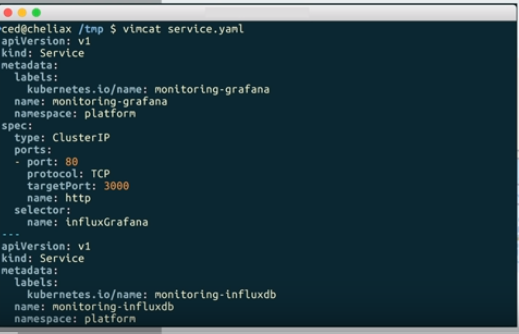 ced@cheliax /tmp $ vimcat service.yaml
apiVersion: v1
kind: Service
metadata:
  labels:
    kubernetes.io/name: monitoring-grafana
  name: monitoring-grafana
  namespace: platform
spec:
  type: ClusterIP
  ports:
  - port: 80
    protocol: TCP
    targetPort: 3000
    name: http
  selector:
    name: influxGrafana
---
apiVersion: v1
kind: Service
metadata:
  labels:
    kubernetes.io/name: monitoring-influxdb
  name: monitoring-influxdb
  namespace: platform